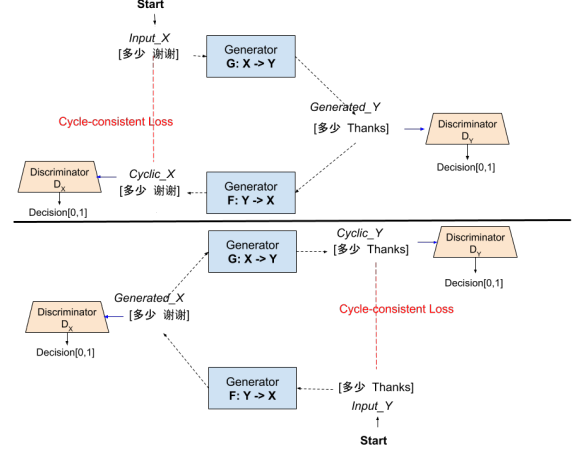 Start
Input_X
[多少 谢谢]
Generator
G: X -> Y
Generated_Y
[多少 Thanks]
Discriminator
D_Y
Decision[0,1]
Cycle-consistent Loss
Discriminator
D_X
Decision[0,1]
Cyclic_X
[多少 谢谢]
Generator
F: Y -> X
Generator
G: X -> Y
Cyclic_Y
[多少 Thanks]
Discriminator
D_Y
Decision[0,1]
Generated_X
[多少 谢谢]
Discriminator
D_X
Decision[0,1]
Cycle-consistent Loss
Generator
F: Y -> X
[多少 Thanks]
Input_Y
Start